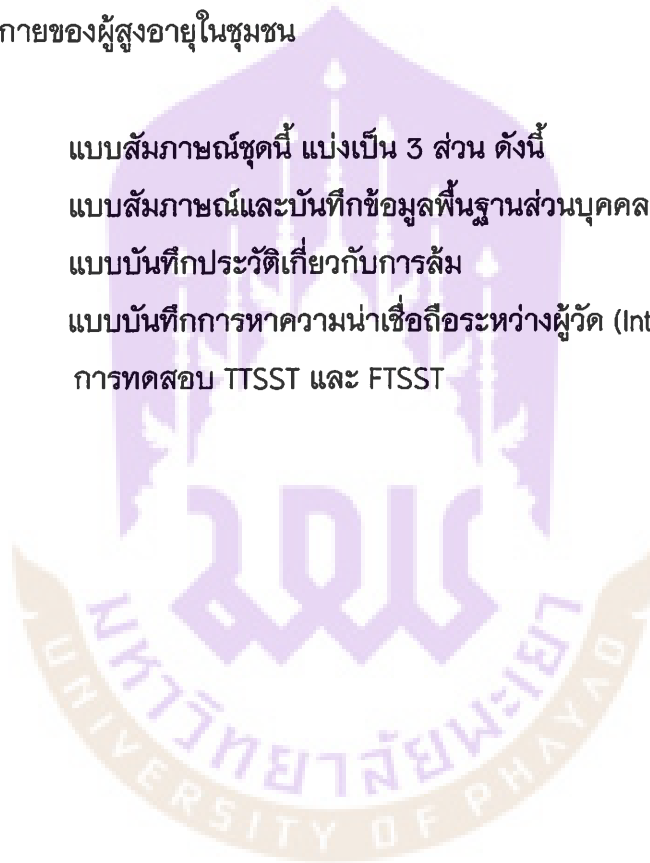 กายของผู้สูงอายุในชุมชน
แบบสัมภาษณ์ชุดนี้ แบ่งเป็น 3 ส่วน ดังนี้
แบบสัมภาษณ์และบันทึกข้อมูลพื้นฐานส่วนบุคคล
แบบบันทึกประวัติเกี่ยวกับการล้ม
แบบบันทึกการหาความน่าเชื่อถือระหว่างผู้วัด (Int
การทดสอบ TTSST และ FTSST
มพ
มหาวิทยาลัยพะเยา
UNIVERSITY OF PHAYAO